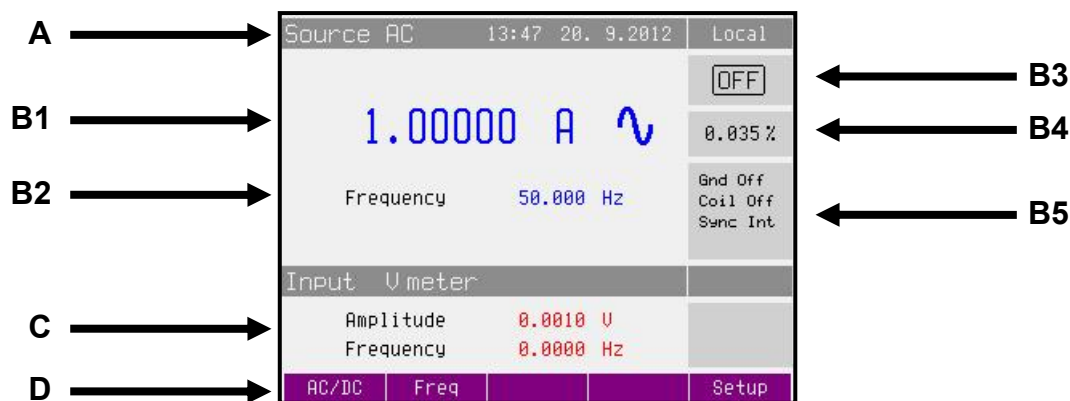 A Source AC 13:47 20. 9.2012 Local
OFF B3
B1 1.00000 A 0.035 % B4
B2 Frequency 50.000 Hz Gnd Off
Coil Off
Sync Int B5
Input V meter
C Amplitude 0.0010 V
Frequency 0.0000 Hz
D AC/DC Freq Setup